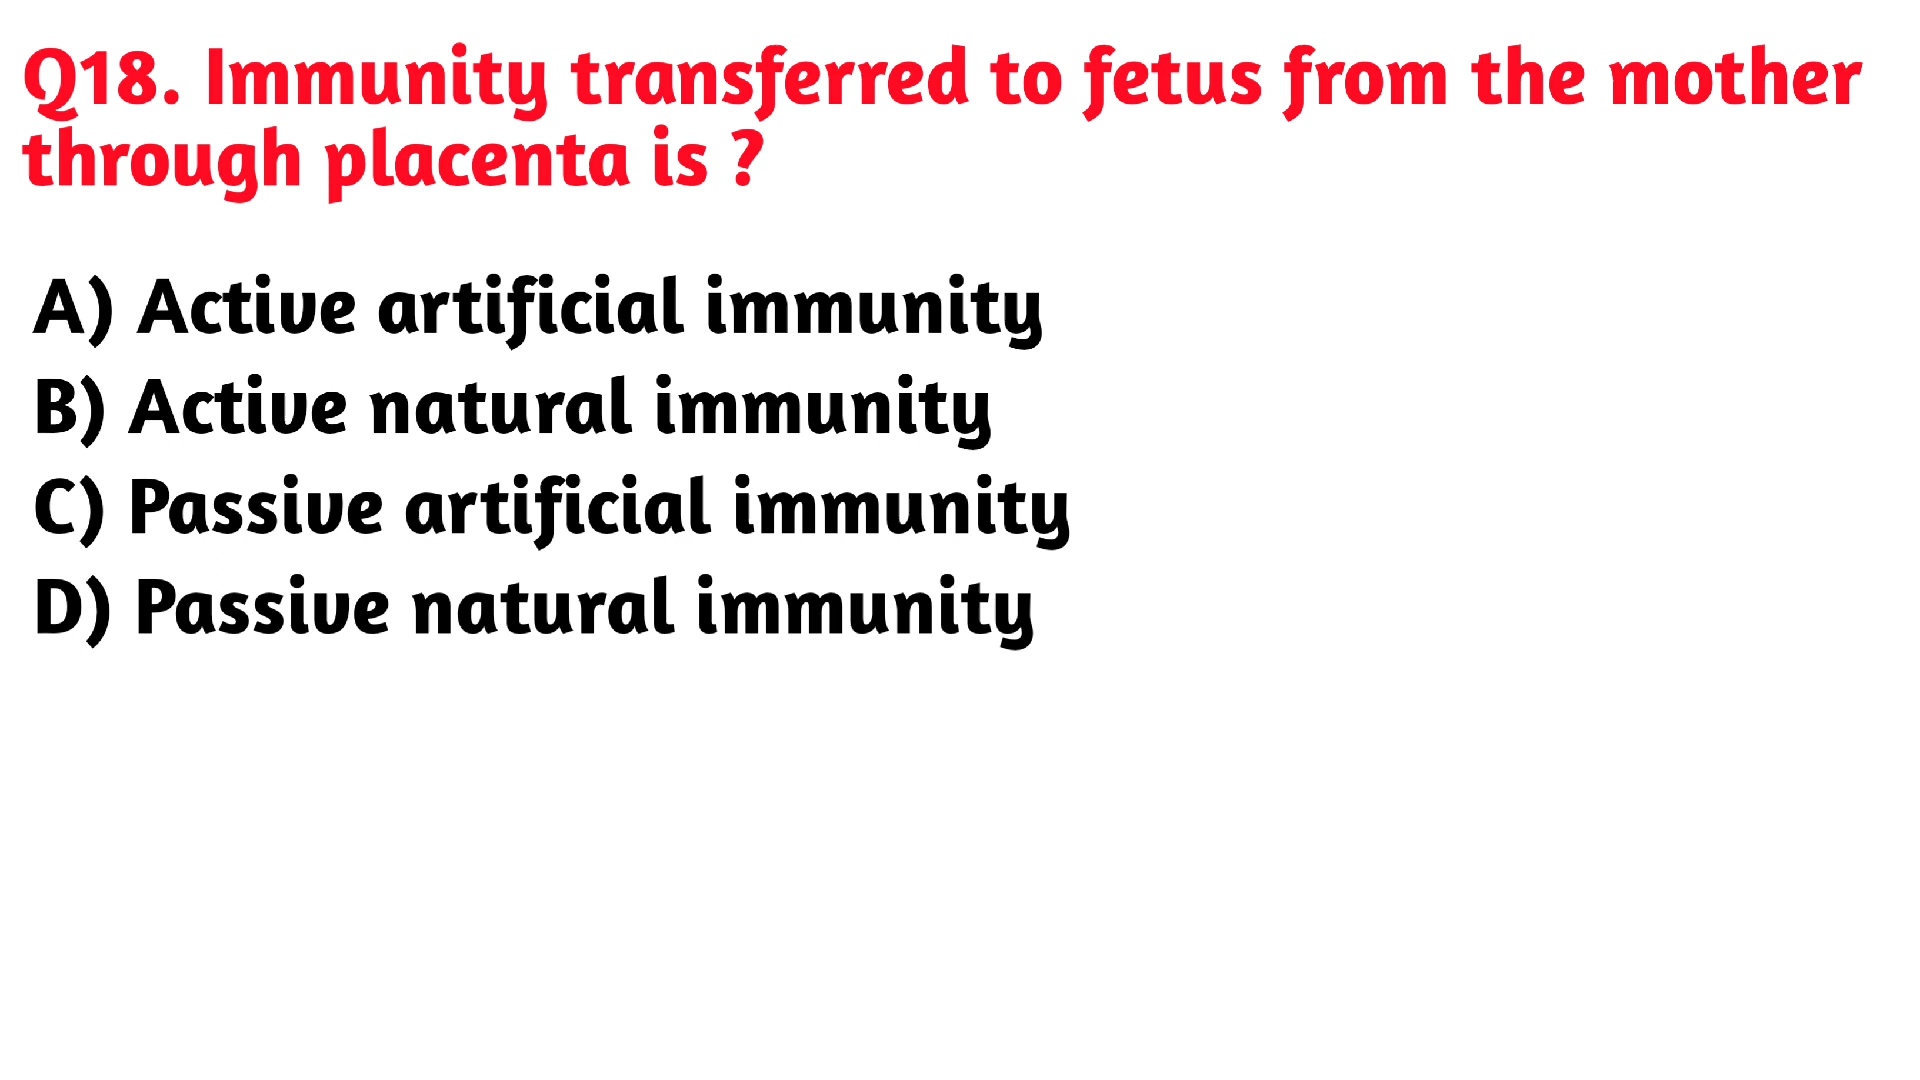 Q18. Immunity transferred to fetus from the mother
through placenta is ?
A) Active artificial immunity
B) Active natural immunity
C) Passive artificial immunity
D) Passive natural immunity